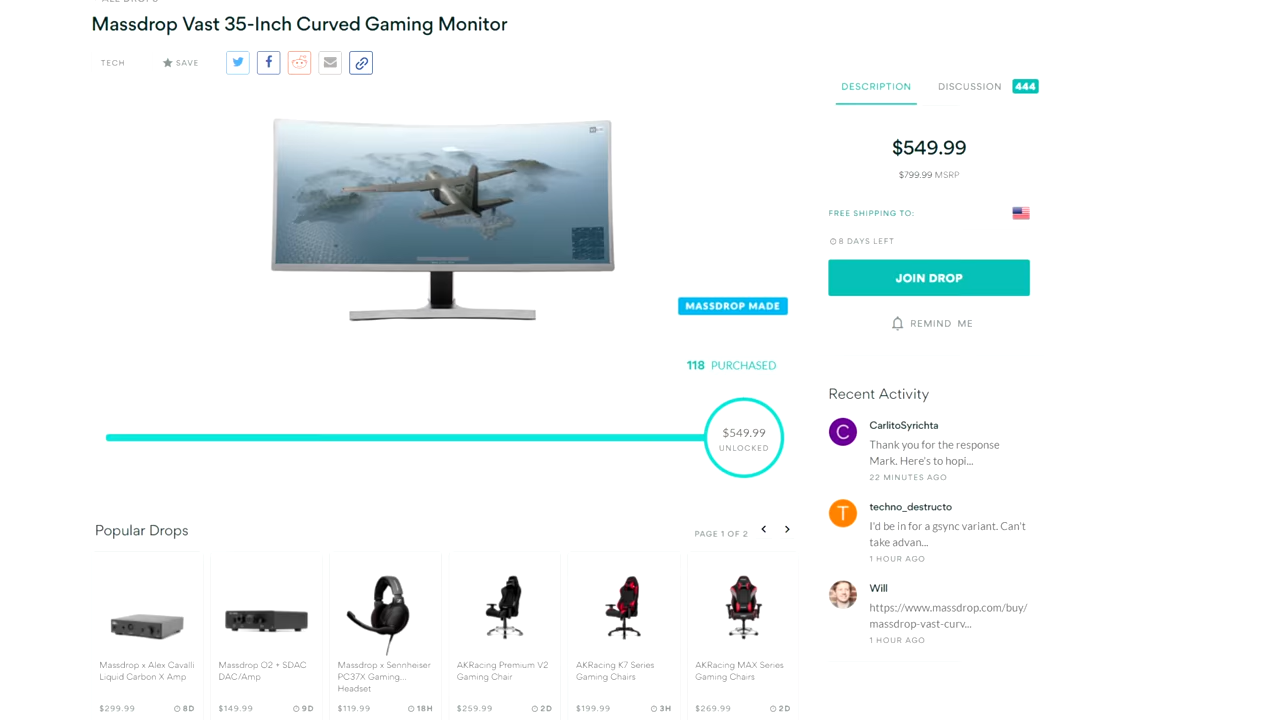 Massdrop Vast 35-Inch Curved Gaming Monitor
TECH
SAVE
MASSDROP MADE
118 PURCHASED
$549.99
UNLOCKED
DESCRIPTION
DISCUSSION 444
$549.99
$799.99 MSRP
FREE SHIPPING TO:
8 DAYS LEFT
JOIN DROP
REMIND ME
Recent Activity
C
CarlitoSyrichta
Thank you for the response
Mark. Here's to hopi...
22 MINUTES AGO
T
techno_destructo
I'd be in for a gsync variant. Can't
take advan...
1 HOUR AGO
Will
https://www.massdrop.com/buy/
massdrop-vast-curv...
1 HOUR AGO
Popular Drops
PAGE 1 OF 2
Massdrop x Alex Cavalli
Liquid Carbon X Amp
$299.99 8D
Massdrop O2 + SDAC
DAC/Amp
$149.99 9D
Massdrop x Sennheiser
PC37X Gaming...
Headset
$119.99 18H
AKRacing Premium V2
Gaming Chair
$259.99 2D
AKRacing K7 Series
Gaming Chairs
$199.99 3H
AKRacing MAX Series
Gaming Chairs
$269.99 2D